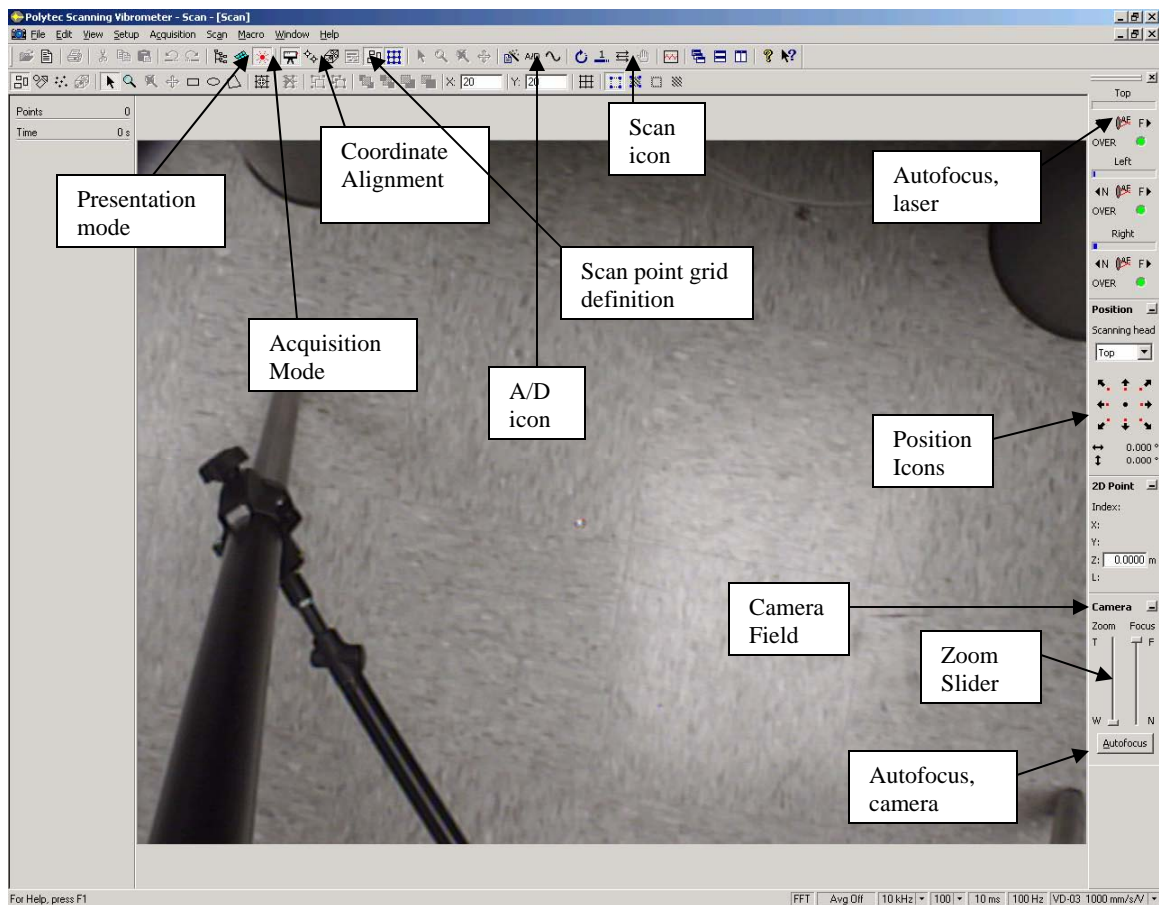 Polytec Scanning Vibrometer - Scan - [Scan]
File Edit View Setup Acquisition Scan Macro Window Help
A/D
X: 20 Y: 20
Points 0
Time 0 s
Presentation
mode
Coordinate
Alignment
Scan
icon
Autofocus,
laser
Scan point grid
definition
Acquisition
Mode
A/D
icon
Position
Icons
Camera
Field
Zoom
Slider
Autofocus,
camera
Top
AF F
OVER
Left
N AF F
OVER
Right
N AF F
OVER
Position
Scanning head
Top
0.000 °
0.000 °
2D Point
Index:
X:
Y:
Z: 0.0000 m
L:
Camera
Zoom Focus
T F
W N
Autofocus
For Help, press F1
FFT Avg Off 10 kHz 100 10 ms 100 Hz VD-03 1000 mm/s/V